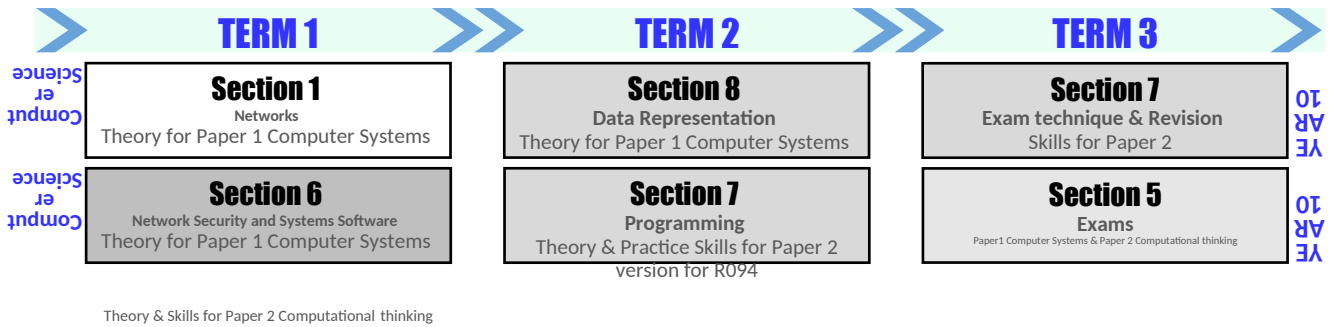 TERM 1
TERM 2
TERM 3
Comput
er
Science
Section 1
Networks
Theory for Paper 1 Computer Systems
Section 8
Data Representation
Theory for Paper 1 Computer Systems
Section 7
Exam technique & Revision
Skills for Paper 2
YE
AR
10
Comput
er
Science
Section 6
Network Security and Systems Software
Theory for Paper 1 Computer Systems
Section 7
Programming
Theory & Practice Skills for Paper 2
version for R094
Section 5
Exams
Paper1 Computer Systems & Paper 2 Computational thinking
YE
AR
10
Theory & Skills for Paper 2 Computational thinking